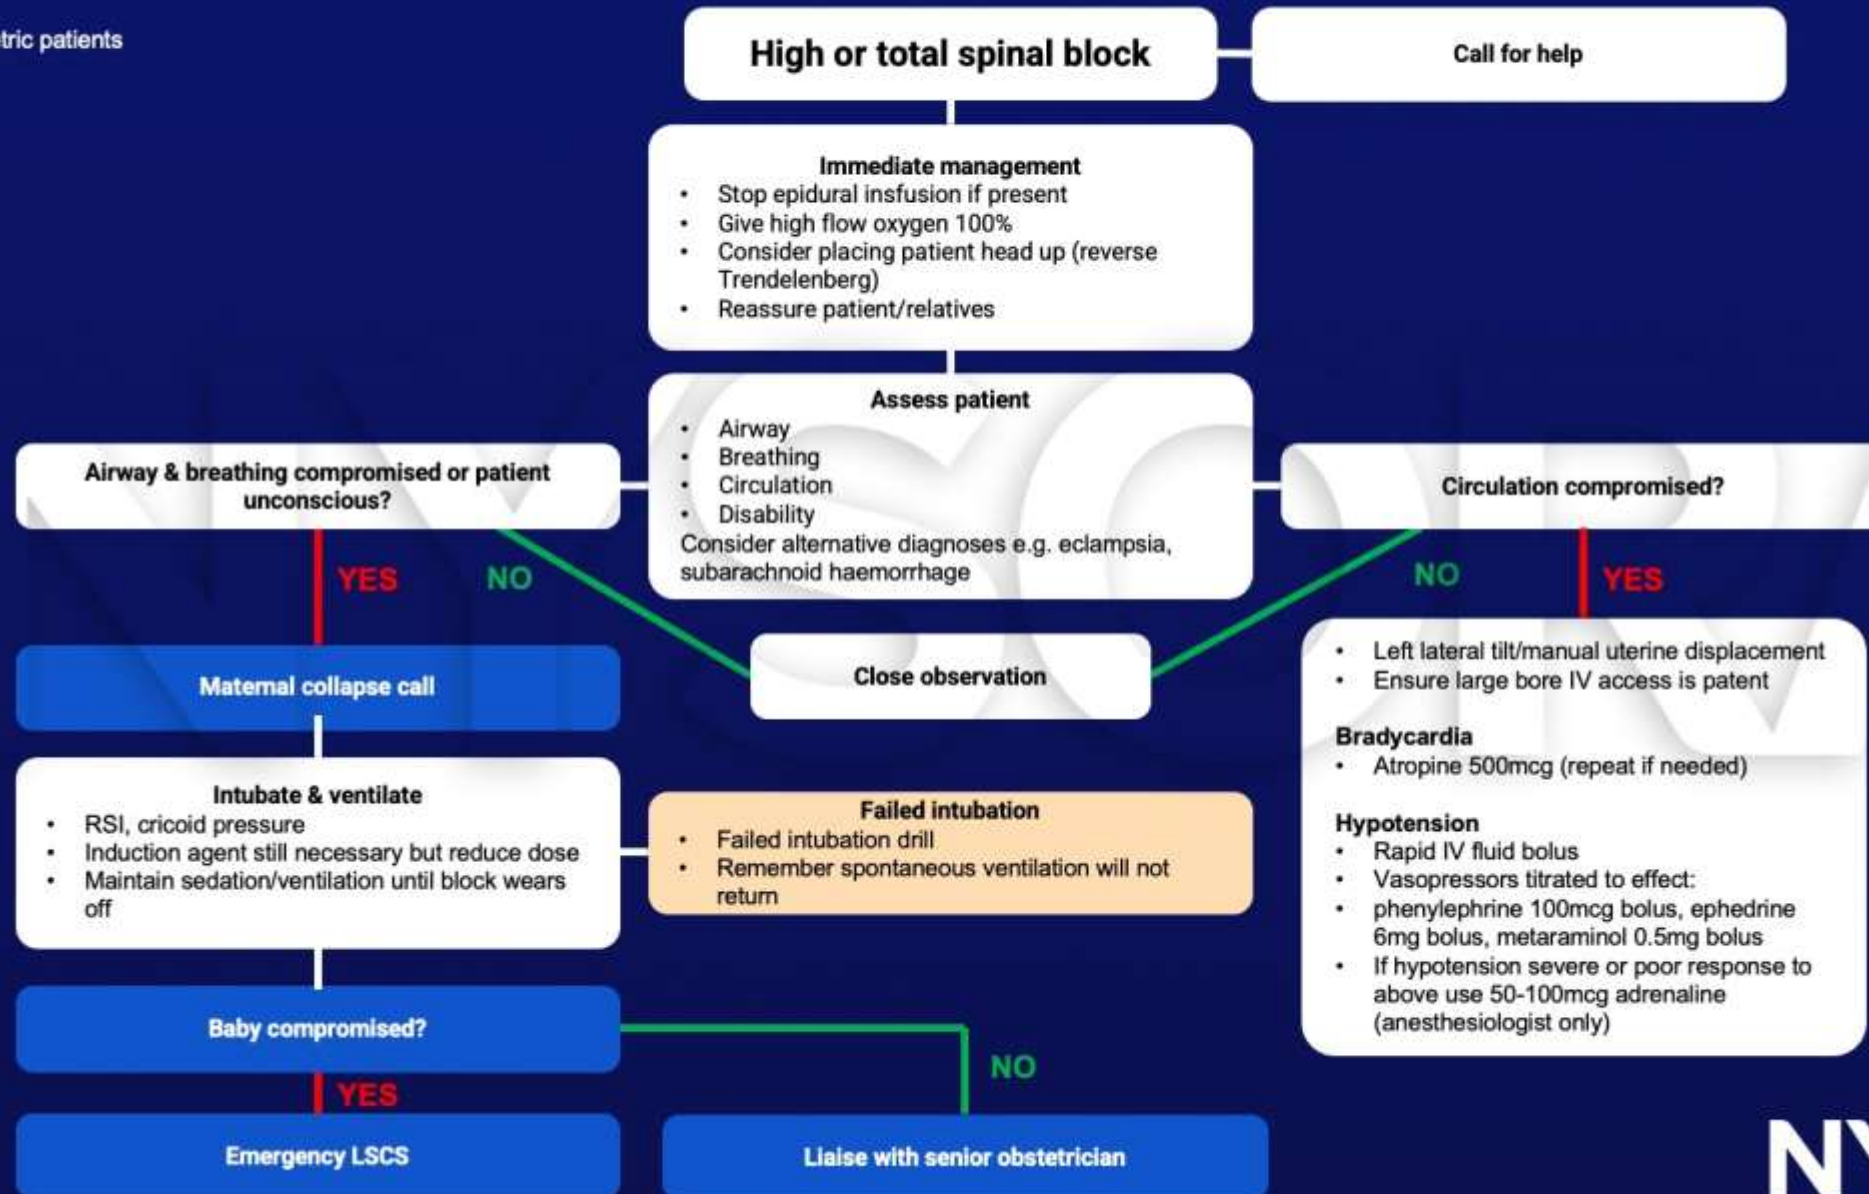 tric patients
High or total spinal block
Call for help
Immediate management
• Stop epidural insfusion if present
• Give high flow oxygen 100%
• Consider placing patient head up (reverse
Trendelenberg)
• Reassure patient/relatives
Assess patient
• Airway
• Breathing
• Circulation
• Disability
Consider alternative diagnoses e.g. eclampsia,
subarachnoid haemorrhage
Airway & breathing compromised or patient
unconscious?
Circulation compromised?
YES
NO
NO
YES
Maternal collapse call
Close observation
• Left lateral tilt/manual uterine displacement
• Ensure large bore IV access is patent
Bradycardia
• Atropine 500mcg (repeat if needed)
Hypotension
• Rapid IV fluid bolus
• Vasopressors titrated to effect:
• phenylephrine 100mcg bolus, ephedrine
6mg bolus, metaraminol 0.5mg bolus
• If hypotension severe or poor response to
above use 50-100mcg adrenaline
(anesthesiologist only)
Intubate & ventilate
• RSI, cricoid pressure
• Induction agent still necessary but reduce dose
• Maintain sedation/ventilation until block wears
off
Failed intubation
• Failed intubation drill
• Remember spontaneous ventilation will not
return
Baby compromised?
NO
YES
Emergency LSCS
Liaise with senior obstetrician
NYSORA
NY